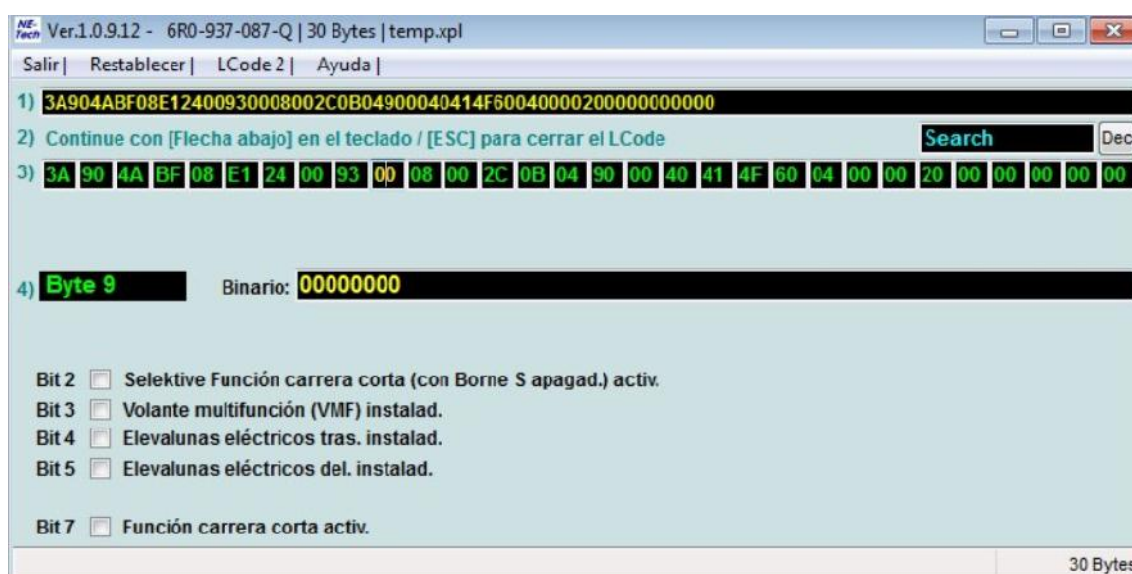 NE-Tech Ver.1.0.9.12 - 6R0-937-087-Q | 30 Bytes | temp.xpl
Salir | Restablecer | LCode 2 | Ayuda |
1) 3A904ABF08E12400930008002C0B04900040414F60040000200000000000
2) Continue con [Flecha abajo] en el teclado / [ESC] para cerrar el LCode Search Dec
3) 3A 90 4A BF 08 E1 24 00 93 00 08 00 2C 0B 04 90 00 40 41 4F 60 04 00 00 20 00 00 00 00 00
4) Byte 9 Binario: 00000000
Bit 2 Selektive Función carrera corta (con Borne S apagad.) activ.
Bit 3 Volante multifunción (VMF) instalad.
Bit 4 Elevalunas eléctricos tras. instalad.
Bit 5 Elevalunas eléctricos del. instalad.
Bit 7 Función carrera corta activ.
30 Bytes